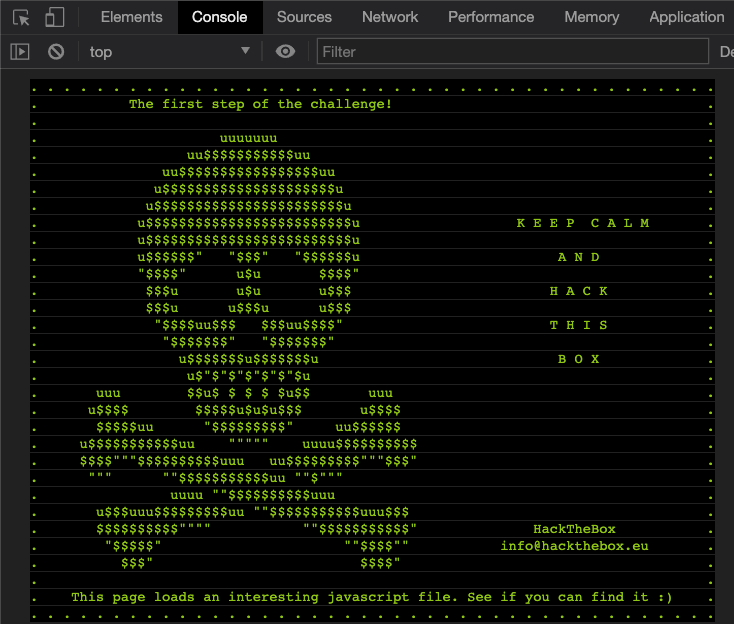 Elements Console Sources Network Performance Memory Application
top Filter De
The first step of the challenge!
uuuuuuu
uu$$$$$$$$$$$uu
uu$$$$$$$$$$$$$$$$$uu
u$$$$$$$$$$$$$$$$$$$$$u
u$$$$$$$$$$$$$$$$$$$$$$$u
u$$$$$$$$$$$$$$$$$$$$$$$$$u K E E P  C A L M
u$$$$$$$$$$$$$$$$$$$$$$$$$u
u$$$$$$"   "$$$"   "$$$$$$u A N D
"$$$$"      u$u       $$$$"
$$$u       u$u       u$$$ H A C K
$$$u      u$$$u      u$$$
"$$$$uu$$$   $$$uu$$$$" T H I S
"$$$$$$$"   "$$$$$$$"
u$$$$$$$u$$$$$$$u B O X
u$"$"$"$"$"$"$u
uuu        $$u$ $ $ $ $u$$       uuu
u$$$$        $$$$$u$u$u$$$       u$$$$
$$$$$uu      "$$$$$$$$$"     uu$$$$$$
u$$$$$$$$$$$uu    """""    uuuu$$$$$$$$$$
$$$$"""$$$$$$$$$$uuu   uu$$$$$$$$$"""$$$"
"""      ""$$$$$$$$$$$uu ""$"""
uuuu ""$$$$$$$$$$uuu
u$$$uuu$$$$$$$$$uu ""$$$$$$$$$$$uuu$$$
$$$$$$$$$$""""           ""$$$$$$$$$$$" HackTheBox
"$$$$$"                      ""$$$$"" info@hackthebox.eu
$$$"                         $$$$"
This page loads an interesting javascript file. See if you can find it :)